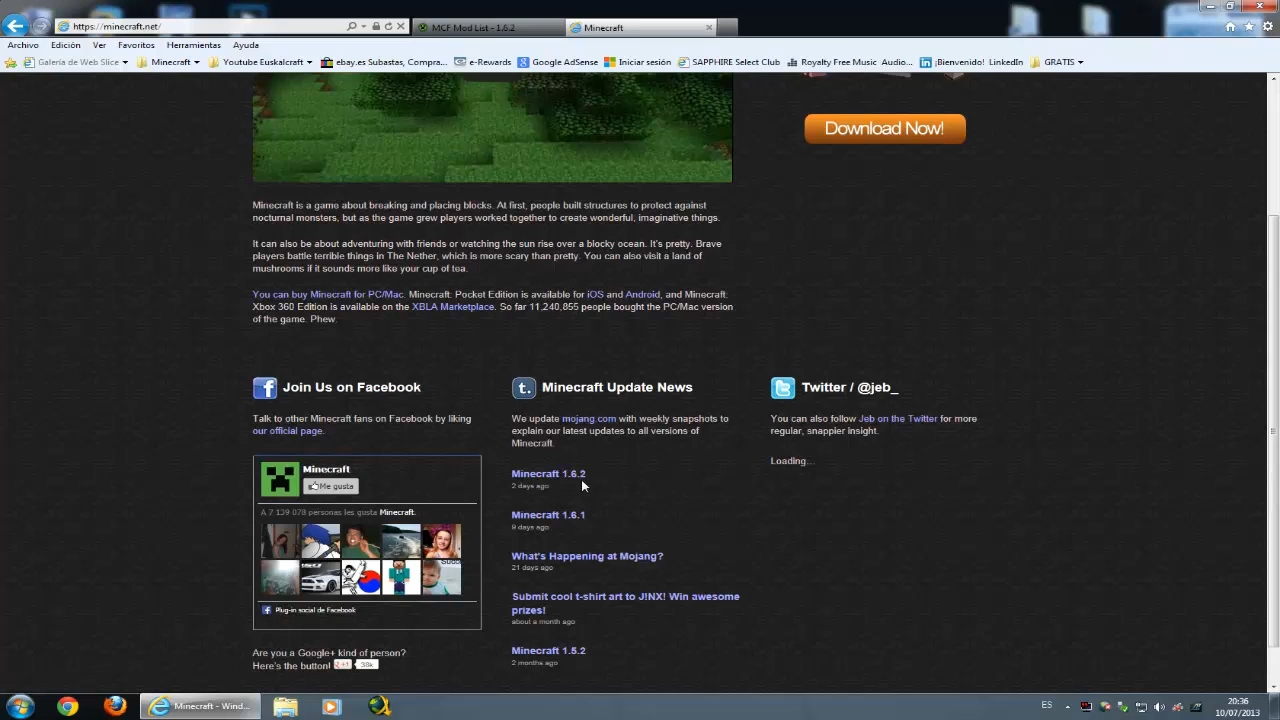 https://minecraft.net/
MCF Mod List - 1.6.2
Minecraft
Archivo Edición Ver Favoritos Herramientas Ayuda
Galería de Web Slice Minecraft Youtube Euskalcraft ebay.es Subastas, Compra... e-Rewards Google AdSense Iniciar sesión SAPPHIRE Select Club Royalty Free Music Audio... ¡Bienvenido! LinkedIn GRATIS
Download Now!
Minecraft is a game about breaking and placing blocks. At first, people built structures to protect against
nocturnal monsters, but as the game grew players worked together to create wonderful, imaginative things.
It can also be about adventuring with friends or watching the sun rise over a blocky ocean. It's pretty. Brave
players battle terrible things in The Nether, which is more scary than pretty. You can also visit a land of
mushrooms if it sounds more like your cup of tea.
You can buy Minecraft for PC/Mac. Minecraft: Pocket Edition is available for iOS and Android, and Minecraft:
Xbox 360 Edition is available on the XBLA Marketplace. So far 11,240,855 people bought the PC/Mac version
of the game. Phew.
Join Us on Facebook
Talk to other Minecraft fans on Facebook by liking
our official page.
Minecraft
Me gusta
A 7 139 078 personas les gusta Minecraft.
Plug-in social de Facebook
Are you a Google+ kind of person?
Here's the button! +1 38k
Minecraft Update News
We update mojang.com with weekly snapshots to
explain our latest updates to all versions of
Minecraft.
Minecraft 1.6.2
2 days ago
Minecraft 1.6.1
9 days ago
What's Happening at Mojang?
21 days ago
Submit cool t-shirt art to J!NX! Win awesome
prizes!
about a month ago
Minecraft 1.5.2
2 months ago
Twitter / @jeb_
You can also follow Jeb on the Twitter for more
regular, snappier insight.
Loading...
Minecraft - Wind...
ES
20:36
10/07/2013